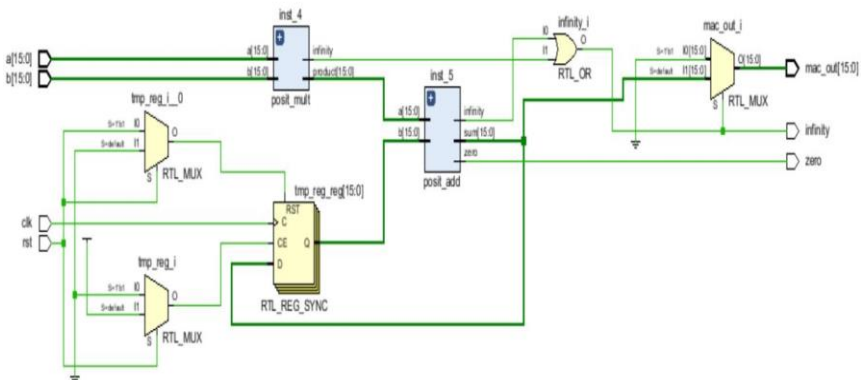 inst_4
infinity_i
mac_out_i
a[15:0]
b[15:0]
a[15:0]
b[15:0]
infinity
product[15:0]
posit_mult
I0
I1
O
RTL_OR
S=1'b1
I0[15:0]
S=default
I1[15:0]
O[15:0]
S
RTL_MUX
mac_out[15:0]
inst_5
a[15:0]
b[15:0]
infinity
sum[15:0]
zero
posit_add
infinity
zero
tmp_reg_i__0
S=1'b1
I0
S=default
I1
O
S
RTL_MUX
tmp_reg_reg[15:0]
RST
C
CE
D
Q
RTL_REG_SYNC
clk
rst
tmp_reg_i
S=1'b1
I0
S=default
I1
O
S
RTL_MUX